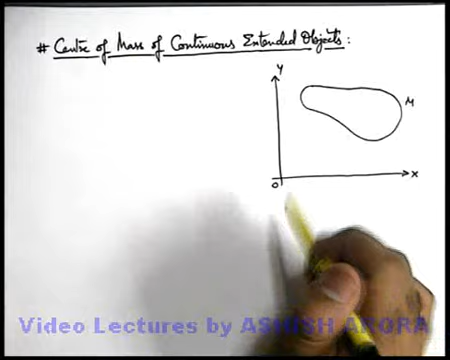 # Centre of Mass of Continuous Extended Objects:
Y
M
X
O
Video Lectures by ASHISH ARORA